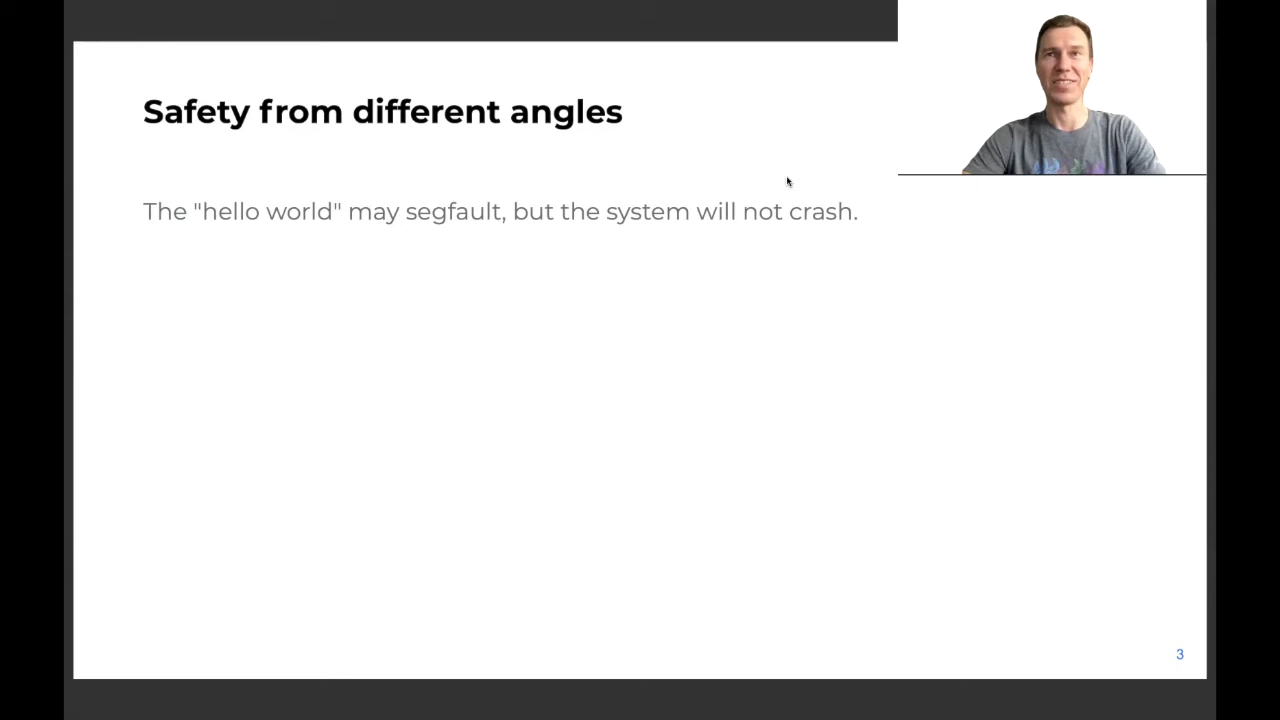 Safety from different angles
The "hello world" may segfault, but the system will not crash.
3